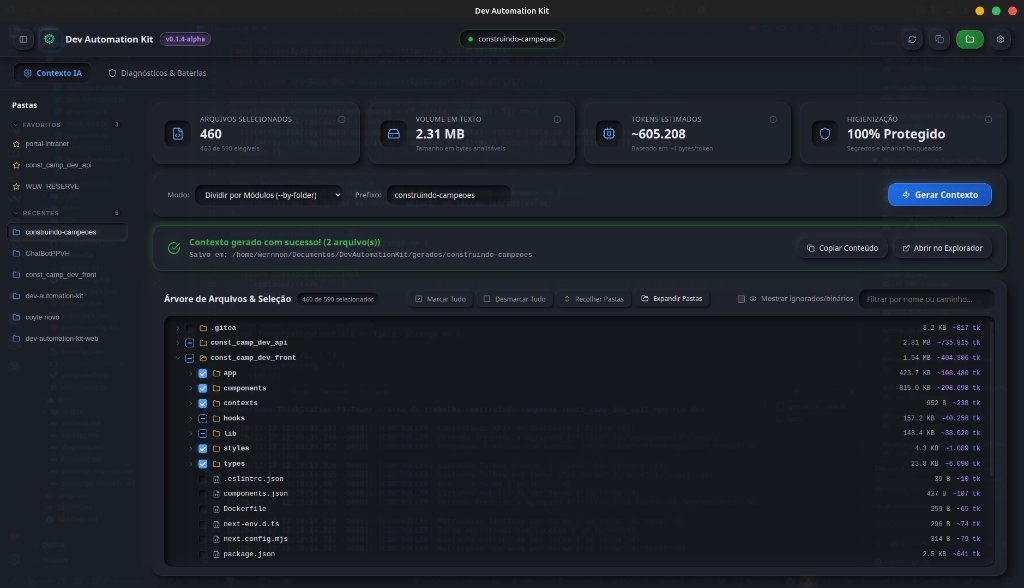 Dev Automation Kit
Dev Automation Kit v0.1.4-alpha
construindo-campeoes
Contexto IA
Diagnósticos & Baterias
Pastas
FAVORITOS 3
portal-intranet
const_camp_dev_api
WLW_RESERVE
RECENTES 6
construindo-campeoes
ChatBotPPVH
const_camp_dev_front
dev-automation-kit
coyte novo
dev-automation-kit-web
ARQUIVOS SELECIONADOS
460
460 de 590 elegíveis
VOLUME EM TEXTO
2.31 MB
Tamanho em bytes analisáveis
TOKENS ESTIMADOS
~605.208
Baseado em ~4 bytes/token
HIGIENIZAÇÃO
100% Protegido
Segredos e binários bloqueados
Modo: Dividir por Módulos (--by-folder) Prefixo: construindo-campeoes
Gerar Contexto
Contexto gerado com sucesso! (2 arquivo(s))
Salvo em: /home/wernnon/Documentos/DevAutomationKit/gerados/construindo-campeoes
Copiar Conteúdo
Abrir no Explorador
Árvore de Arquivos & Seleção 460 de 590 selecionados
Marcar Tudo
Desmarcar Tudo
Recolher Pastas
Expandir Pastas
Mostrar ignorados/binários
Filtrar por nome ou caminho...
.gitea 3.2 KB ~817 tk
const_camp_dev_api 2.81 MB ~735.815 tk
const_camp_dev_front 1.54 MB ~404.306 tk
app 423.7 KB ~108.480 tk
components 815.0 KB ~208.698 tk
contexts 952 B ~238 tk
hooks 157.2 KB ~40.256 tk
lib 148.4 KB ~38.020 tk
styles 4.3 KB ~1.089 tk
types 23.8 KB ~6.090 tk
.eslintrc.json 39 B ~10 tk
components.json 427 B ~107 tk
Dockerfile 259 B ~65 tk
next-env.d.ts 296 B ~74 tk
next.config.mjs 314 B ~79 tk
package.json 2.5 KB ~641 tk